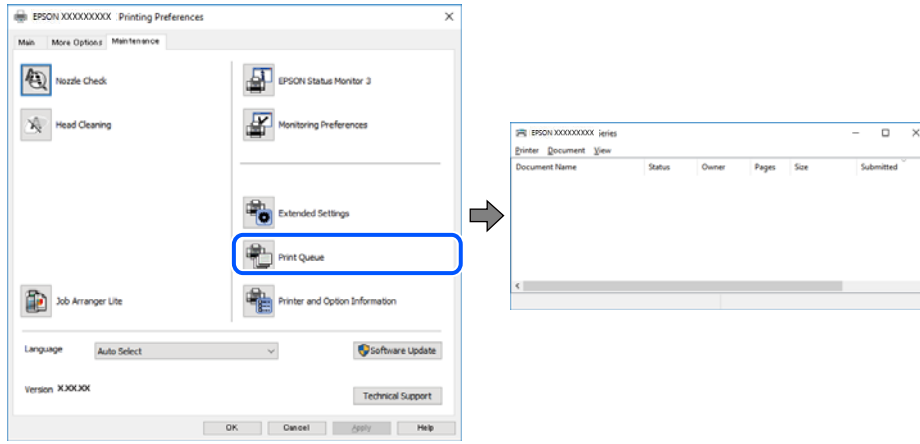 EPSON XXXXXXXXX Printing Preferences
Main More Options Maintenance
Nozzle Check
Head Cleaning
Job Arranger Lite
EPSON Status Monitor 3
Monitoring Preferences
Extended Settings
Print Queue
Printer and Option Information
Language Auto Select
Software Update
Version X.XX.XX
Technical Support
OK Cancel Apply Help
EPSON XXXXXXXXX eries
Printer Document View
Document Name Status Owner Pages Size Submitted